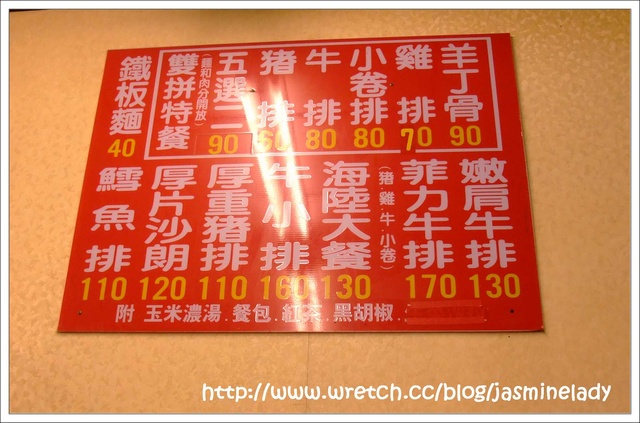 鐵板麵 40
雙拼特餐
(麵和肉分開放)
五選二 90
猪排 60
牛排 80
小卷排 80
雞排 70
羊丁骨 90
鱈魚排 110
厚片沙朗 120
厚重猪排 110
牛小排 160
海陸大餐 130
(猪.雞.牛.小卷)
菲力牛排 170
嫩肩牛排 130
附 玉米濃湯.餐包.紅茶.黑胡椒.
http://www.wretch.cc/blog/jasminelady